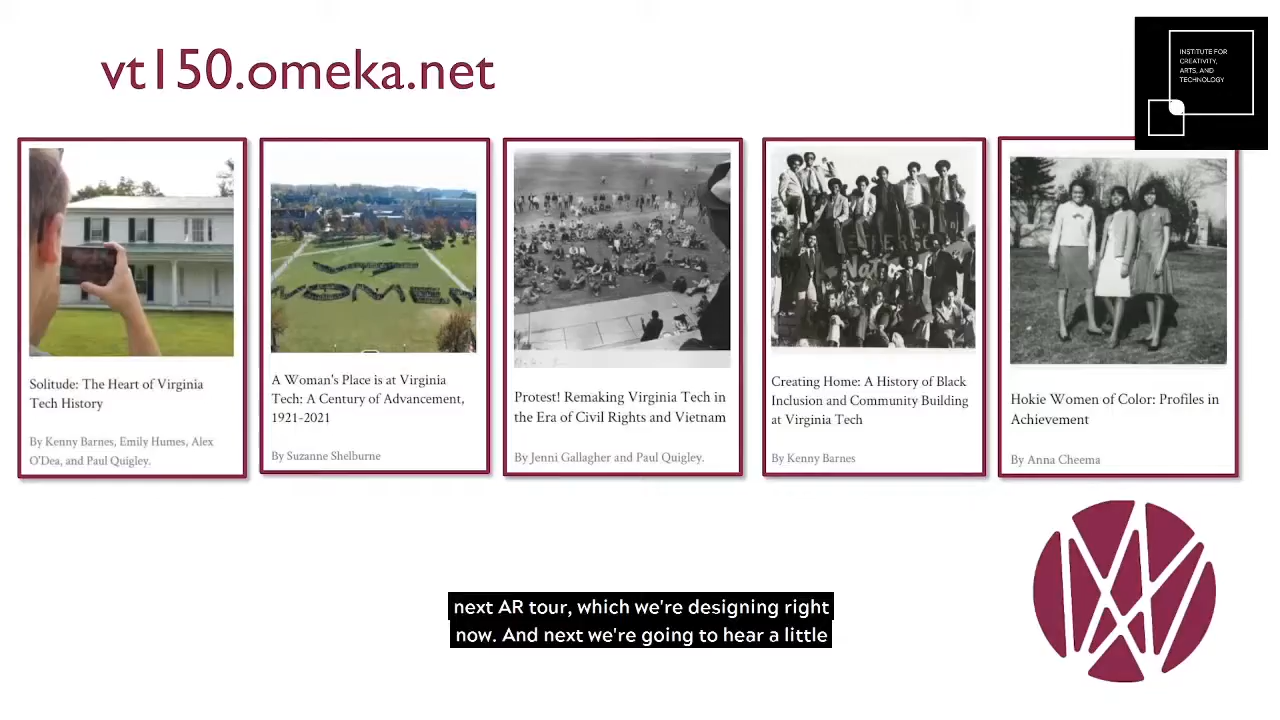 vt150.omeka.net
INSTITUTE FOR
CREATIVITY,
ARTS, AND
TECHNOLOGY
Solitude: The Heart of Virginia
Tech History
By Kenny Barnes, Emily Humes, Alex
O'Dea, and Paul Quigley.
WOMEN
A Woman's Place is at Virginia
Tech: A Century of Advancement,
1921-2021
By Suzanne Shelburne
Protest! Remaking Virginia Tech in
the Era of Civil Rights and Vietnam
By Jenni Gallagher and Paul Quigley.
Creating Home: A History of Black
Inclusion and Community Building
at Virginia Tech
By Kenny Barnes
Hokie Women of Color: Profiles in
Achievement
By Anna Cheema
next AR tour, which we're designing right
now. And next we're going to hear a little